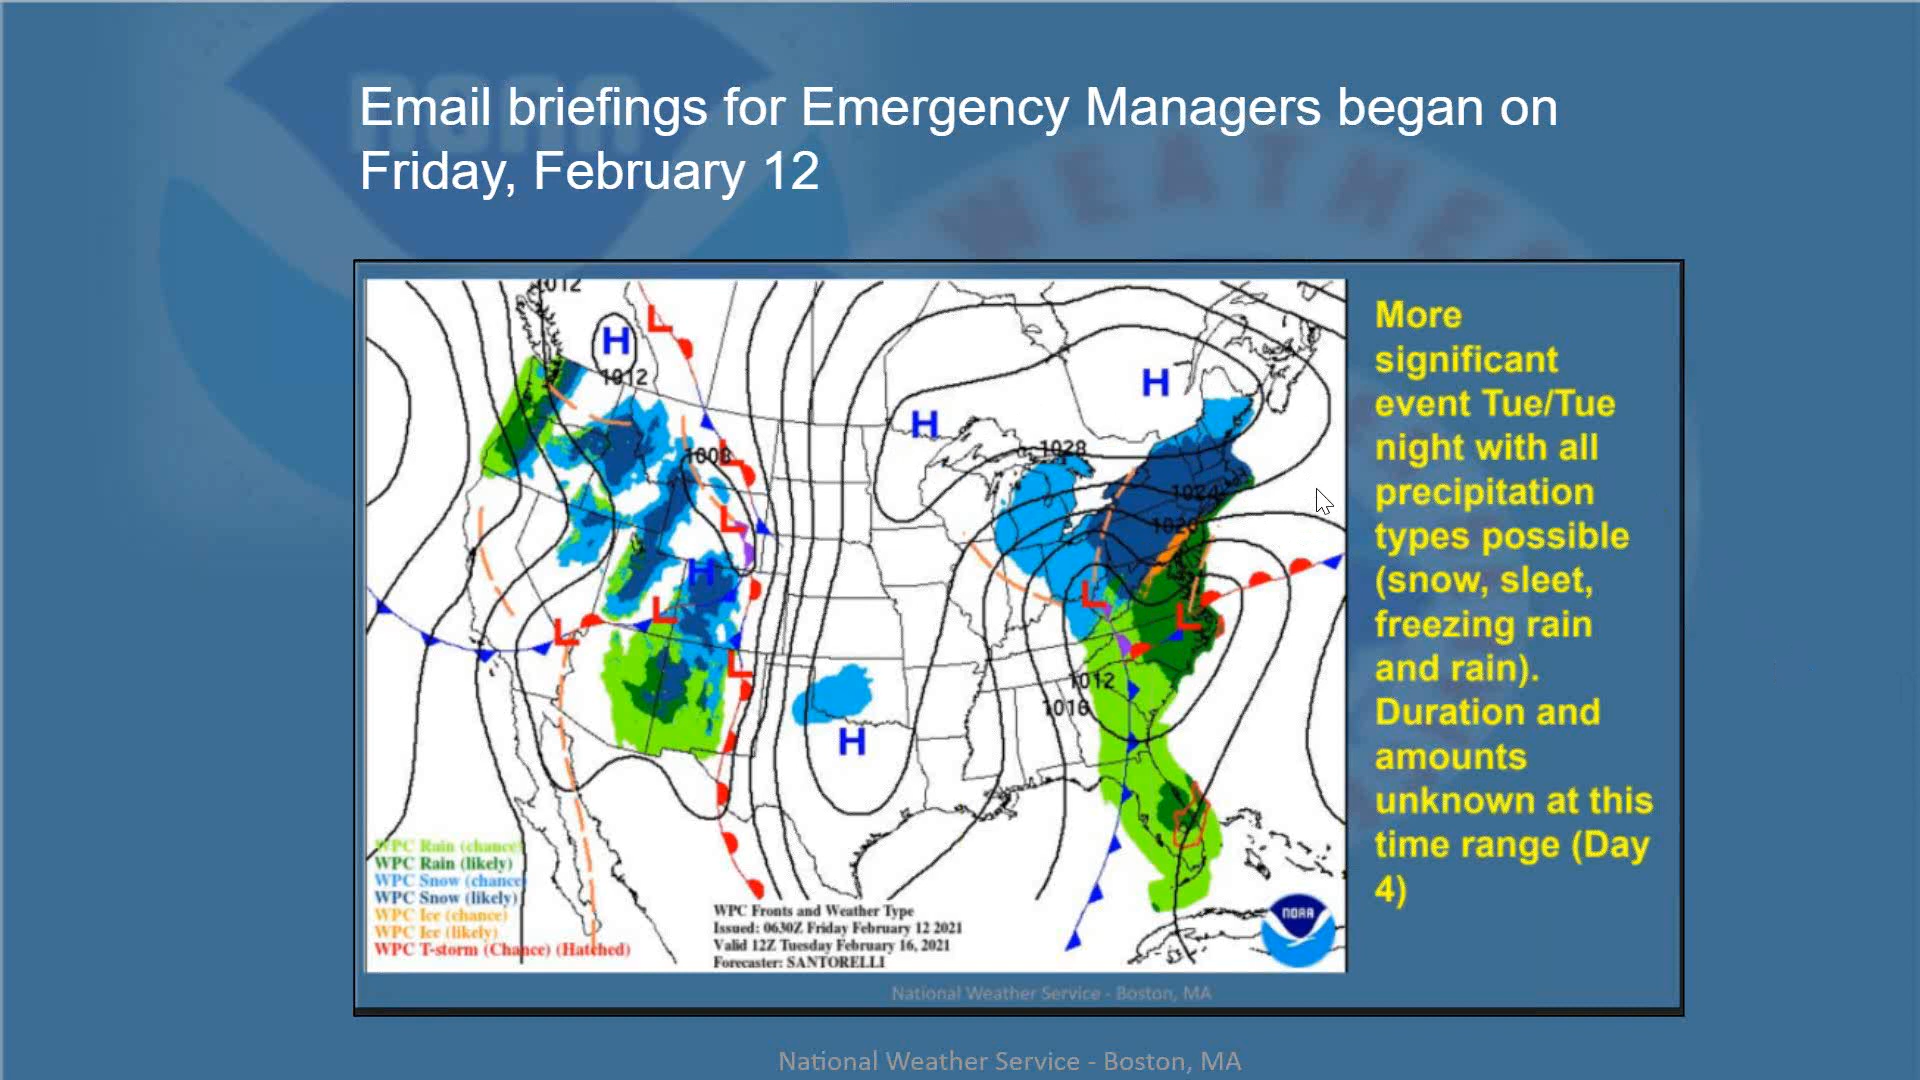 Email briefings for Emergency Managers began on
Friday, February 12
WEATHER
1012
L
H
1012
H
H
1028
1008
L
1024
L
1020
H
L
L
L
L
L
1012
1016
H
More
significant
event Tue/Tue
night with all
precipitation
types possible
(snow, sleet,
freezing rain
and rain).
Duration and
amounts
unknown at this
time range (Day
4)
WPC Rain (chance)
WPC Rain (likely)
WPC Snow (chance)
WPC Snow (likely)
WPC Ice (chance)
WPC Ice (likely)
WPC T-storm (Chance) (Hatched)
WPC Fronts and Weather Type
Issued: 0630Z Friday February 12 2021
Valid 12Z Tuesday February 16, 2021
Forecaster: SANTORELLI
NOAA
National Weather Service - Boston, MA
National Weather Service - Boston, MA